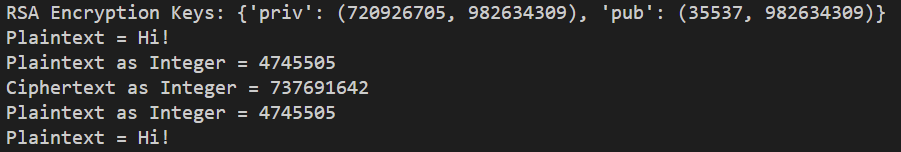 RSA Encryption Keys: {'priv': (720926705, 982634309), 'pub': (35537, 982634309)}
Plaintext = Hi!
Plaintext as Integer = 4745505
Ciphertext as Integer = 737691642
Plaintext as Integer = 4745505
Plaintext = Hi!